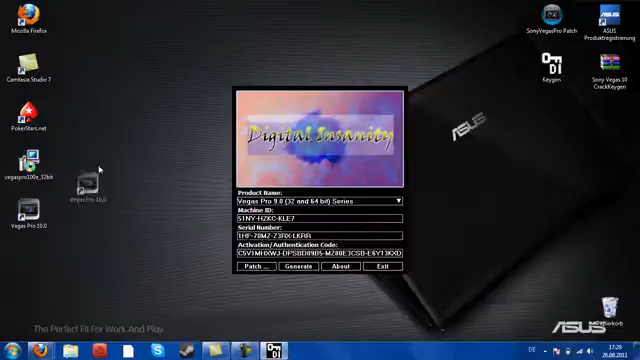 Mozilla Firefox
Camtasia Studio 7
PokerStars.net
vegaspro100e_32bit
Vegas Pro 10.0
SonyVegasPro Patch
ASUS Produktregistrierung
Keygen
Sony Vegas 10 CrackKeygen
Digital Insanity
Product Name:
Vegas Pro 9.0 (32 and 64 bit) Series
Machine ID:
Serial Number:
Activation/Authentication Code:
Patch ...
Generate
About
Exit
ASUS
The Perfect Fit For Work And Play
ASUS
Papierkorb
DE
17:29
26.08.2011